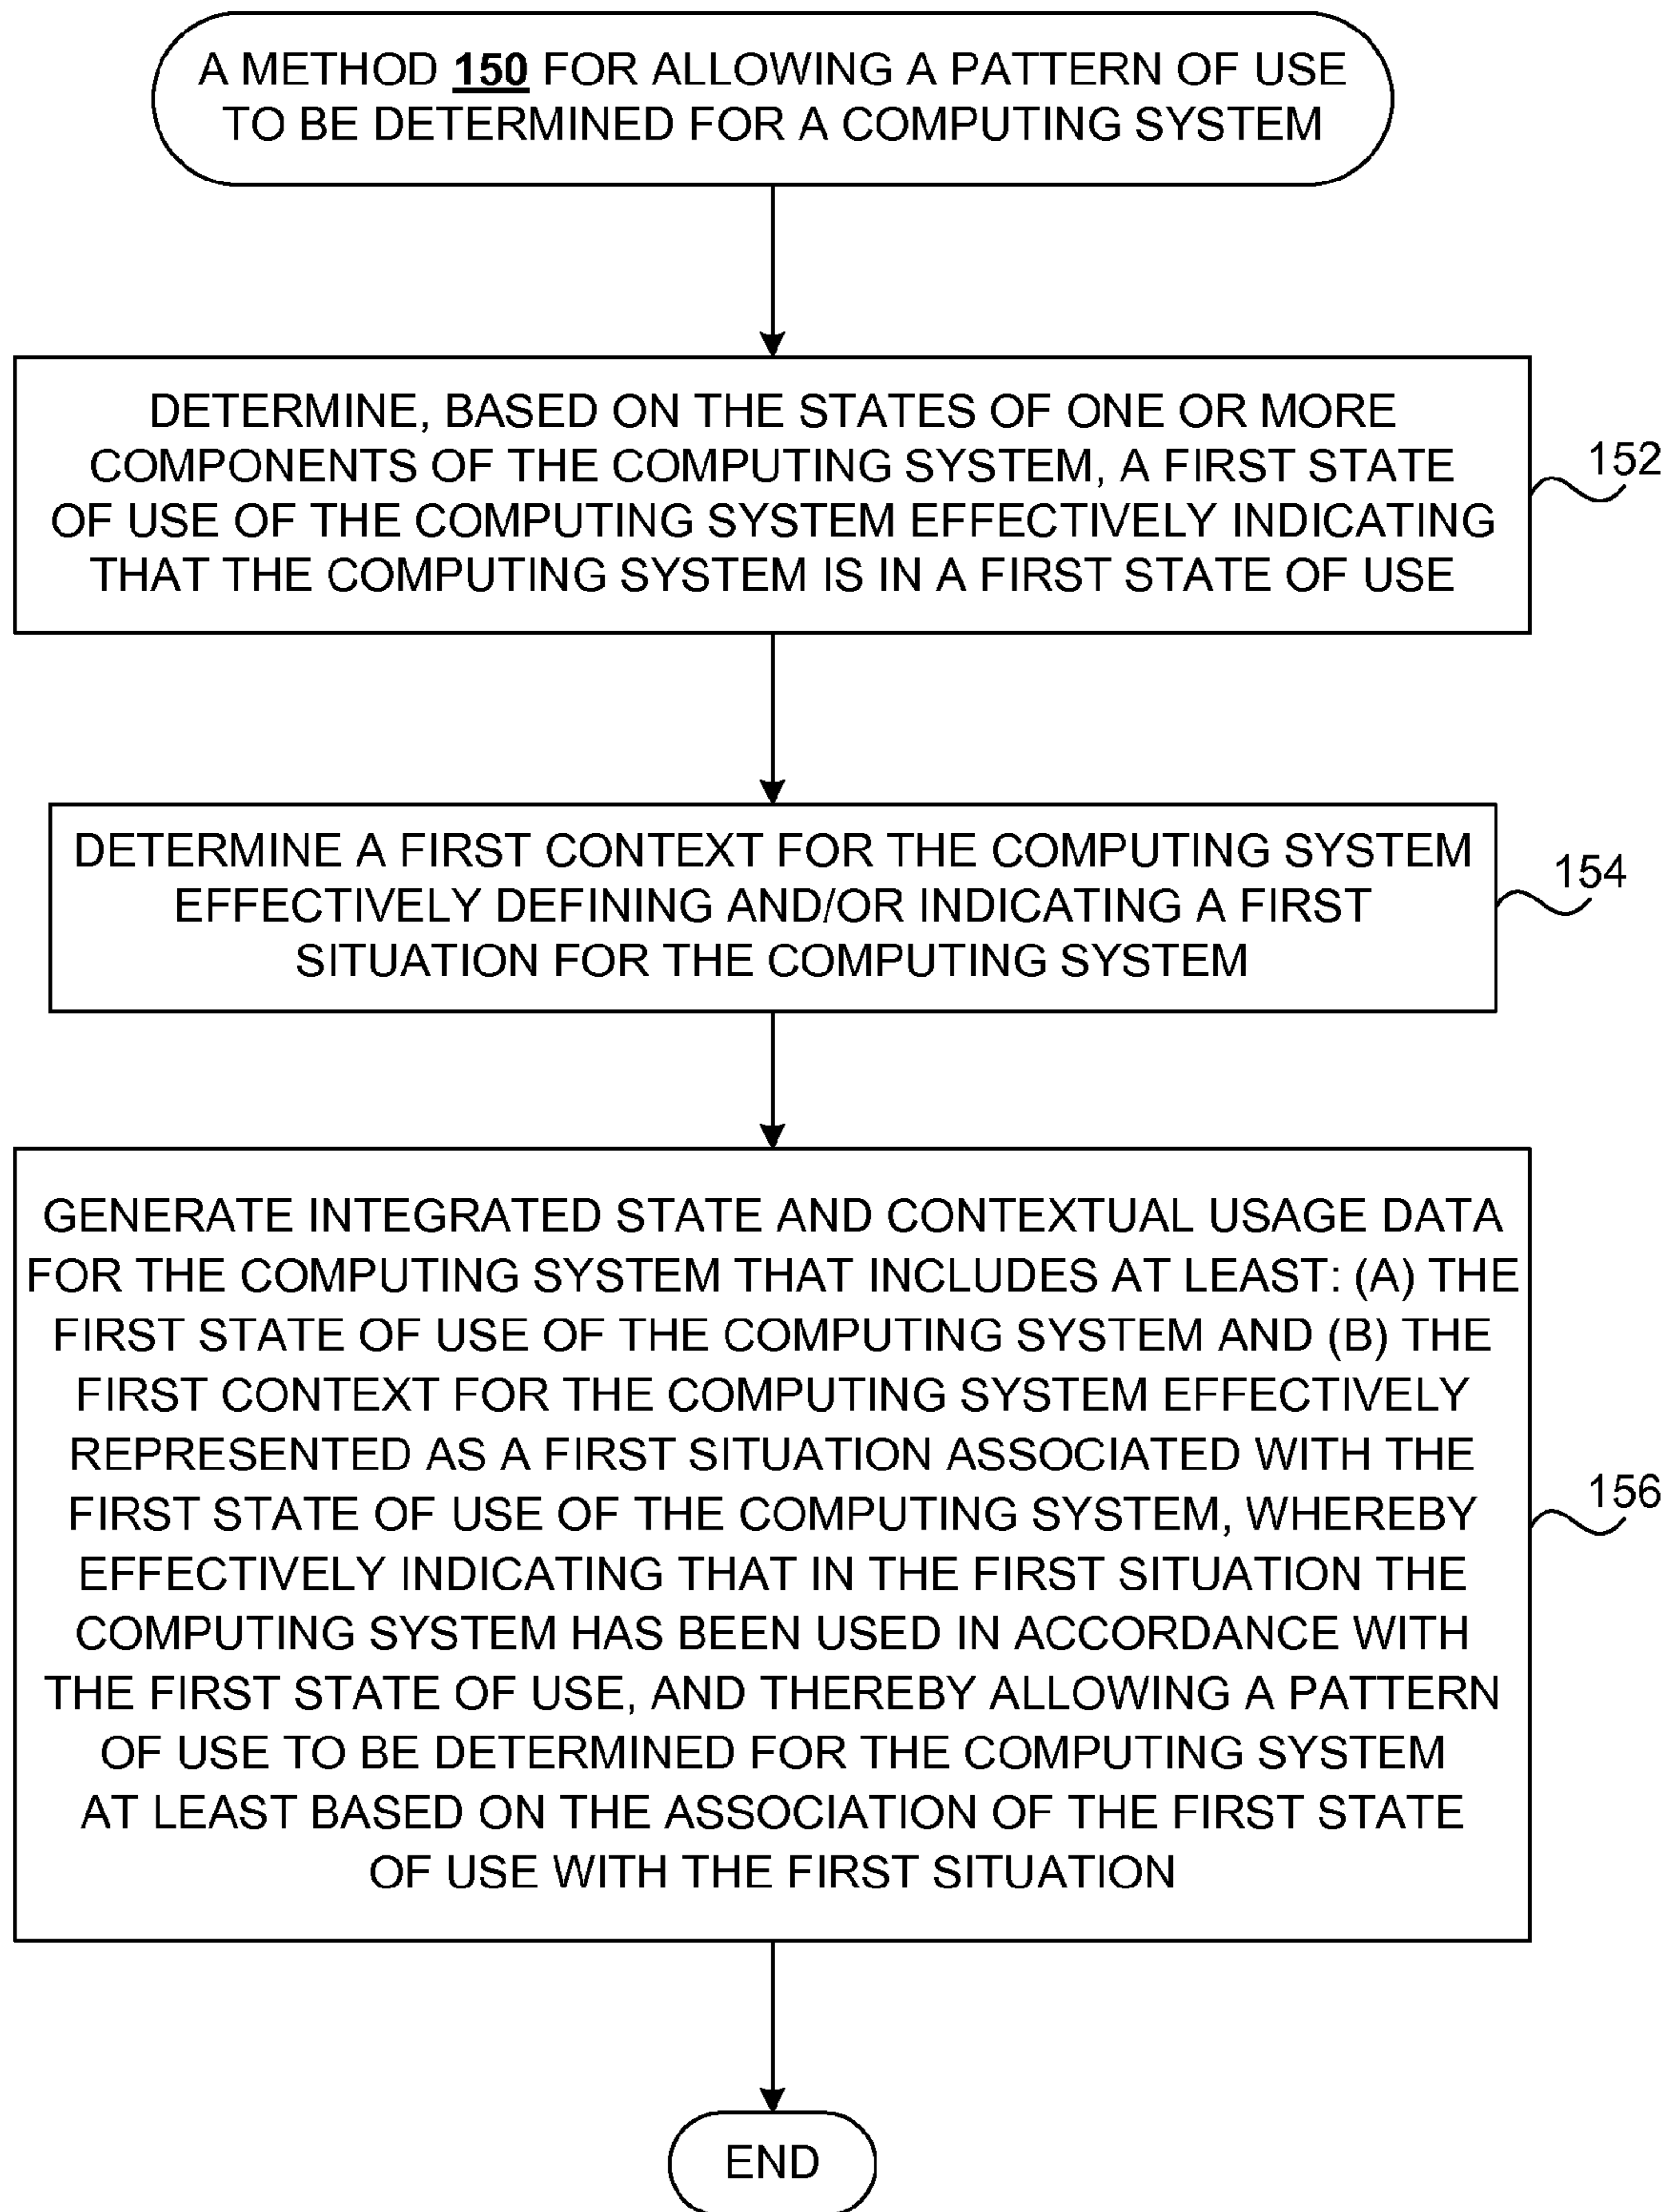 A METHOD 150 FOR ALLOWING A PATTERN OF USE
TO BE DETERMINED FOR A COMPUTING SYSTEM
DETERMINE, BASED ON THE STATES OF ONE OR MORE
COMPONENTS OF THE COMPUTING SYSTEM, A FIRST STATE
OF USE OF THE COMPUTING SYSTEM EFFECTIVELY INDICATING
THAT THE COMPUTING SYSTEM IS IN A FIRST STATE OF USE
152
DETERMINE A FIRST CONTEXT FOR THE COMPUTING SYSTEM
EFFECTIVELY DEFINING AND/OR INDICATING A FIRST
SITUATION FOR THE COMPUTING SYSTEM
154
GENERATE INTEGRATED STATE AND CONTEXTUAL USAGE DATA
FOR THE COMPUTING SYSTEM THAT INCLUDES AT LEAST: (A) THE
FIRST STATE OF USE OF THE COMPUTING SYSTEM AND (B) THE
FIRST CONTEXT FOR THE COMPUTING SYSTEM EFFECTIVELY
REPRESENTED AS A FIRST SITUATION ASSOCIATED WITH THE
FIRST STATE OF USE OF THE COMPUTING SYSTEM, WHEREBY
EFFECTIVELY INDICATING THAT IN THE FIRST SITUATION THE
COMPUTING SYSTEM HAS BEEN USED IN ACCORDANCE WITH
THE FIRST STATE OF USE, AND THEREBY ALLOWING A PATTERN
OF USE TO BE DETERMINED FOR THE COMPUTING SYSTEM
AT LEAST BASED ON THE ASSOCIATION OF THE FIRST STATE
OF USE WITH THE FIRST SITUATION
156
END